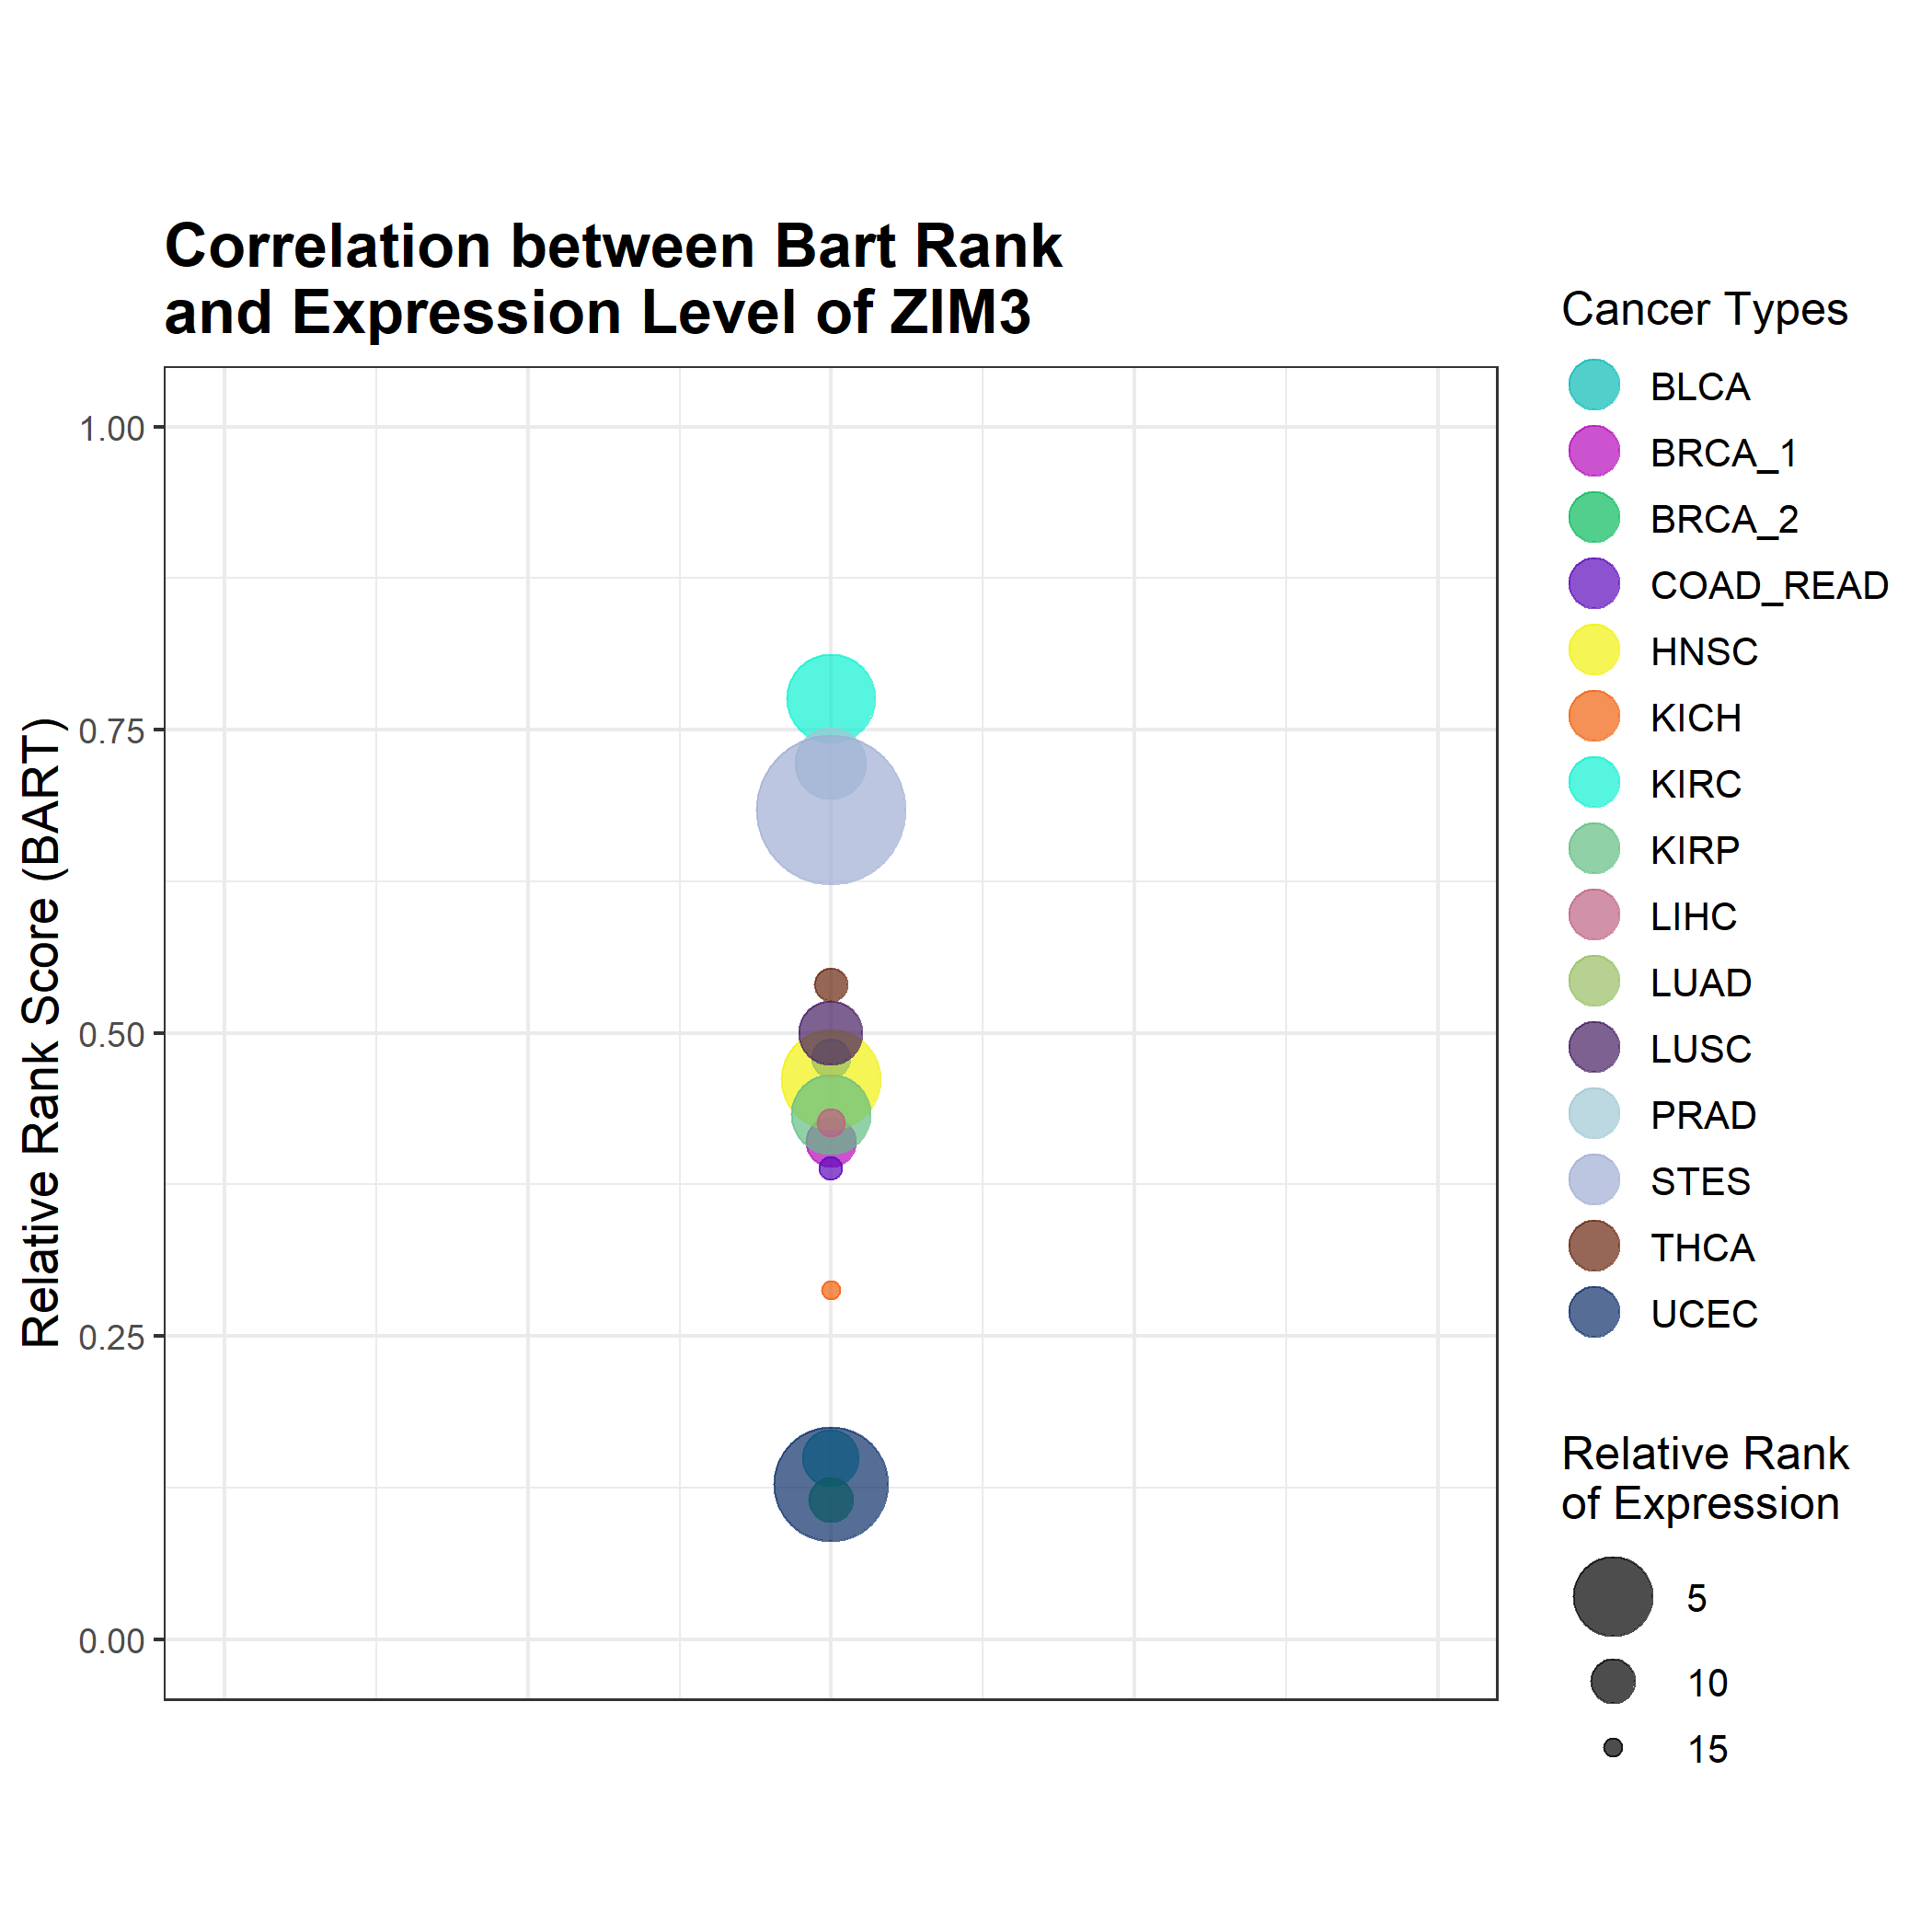 Correlation between Bart Rank
and Expression Level of ZIM3
Relative Rank Score (BART)
1.00
0.75
0.50
0.25
0.00
Cancer Types
BLCA
BRCA_1
BRCA_2
COAD_READ
HNSC
KICH
KIRC
KIRP
LIHC
LUAD
LUSC
PRAD
STES
THCA
UCEC
Relative Rank
of Expression
5
10
15